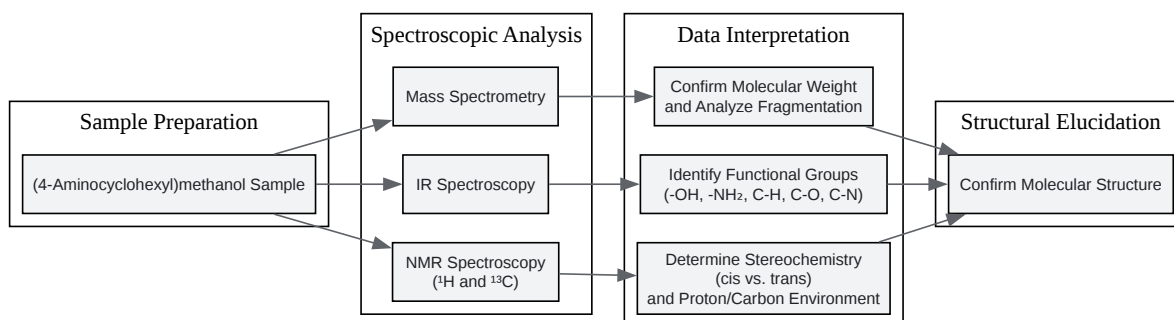 Sample Preparation
(4-Aminocyclohexyl)methanol Sample
Spectroscopic Analysis
Mass Spectrometry
IR Spectroscopy
NMR Spectroscopy
(¹H and ¹³C)
Data Interpretation
Confirm Molecular Weight
and Analyze Fragmentation
Identify Functional Groups
(-OH, -NH₂, C-H, C-O, C-N)
Determine Stereochemistry
(cis vs. trans)
and Proton/Carbon Environment
Structural Elucidation
Confirm Molecular Structure